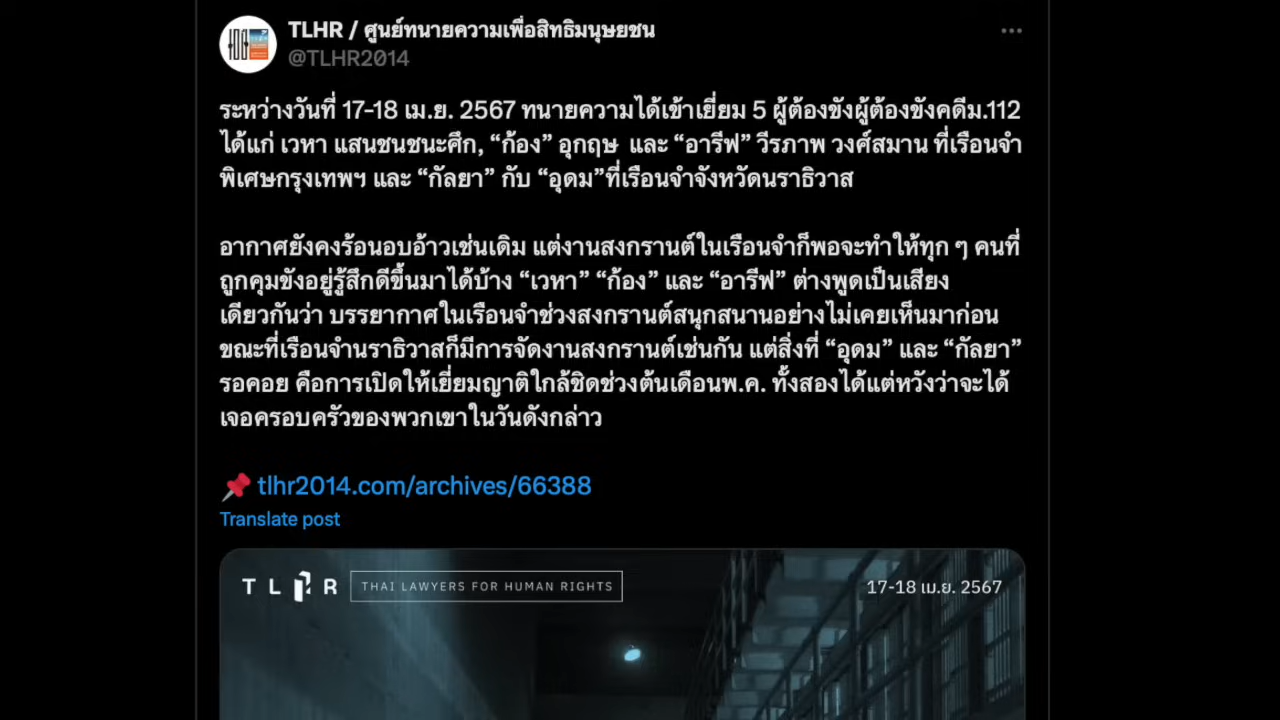 TLHR / ศูนย์ทนายความเพื่อสิทธิมนุษยชน
@TLHR2014
ระหว่างวันที่ 17-18 เม.ย. 2567 ทนายความได้เข้าเยี่ยม 5 ผู้ต้องขังผู้ต้องขังคดีม.112
ได้แก่ เวหา แสนชนชนะศึก, “ก้อง” อุกฤษ และ “อารีฟ” วีรภาพ วงศ์สมาน ที่เรือนจำ
พิเศษกรุงเทพฯ และ “กัลยา” กับ “อุดม”ที่เรือนจำจังหวัดนราธิวาส
อากาศยังคงร้อนอบอ้าวเช่นเดิม แต่งานสงกรานต์ในเรือนจำก็พอจะทำให้ทุก ๆ คนที่
ถูกคุมขังอยู่รู้สึกดีขึ้นมาได้บ้าง “เวหา” “ก้อง” และ “อารีฟ” ต่างพูดเป็นเสียง
เดียวกันว่า บรรยากาศในเรือนจำช่วงสงกรานต์สนุกสนานอย่างไม่เคยเห็นมาก่อน
ขณะที่เรือนจำนราธิวาสก็มีการจัดงานสงกรานต์เช่นกัน แต่สิ่งที่ “อุดม” และ “กัลยา”
รอคอย คือการเปิดให้เยี่ยมญาติใกล้ชิดช่วงต้นเดือนพ.ค. ทั้งสองได้แต่หวังว่าจะได้
เจอครอบครัวของพวกเขาในวันดังกล่าว
tlhr2014.com/archives/66388
Translate post
TLHR THAI LAWYERS FOR HUMAN RIGHTS 17-18 เม.ย. 2567